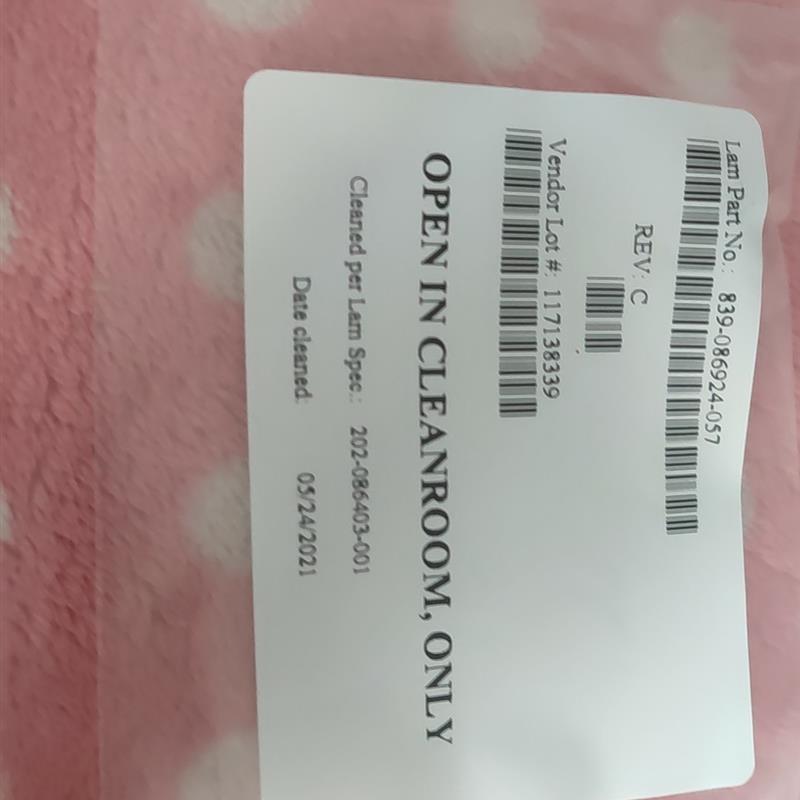 Lam Part No.: 839-086924-057
REV: C
Vendor Lot #: 117138339
OPEN IN CLEANROOM, ONLY
Cleaned per Lam Spec.: 202-086403-001
Date cleaned: 05/24/2021